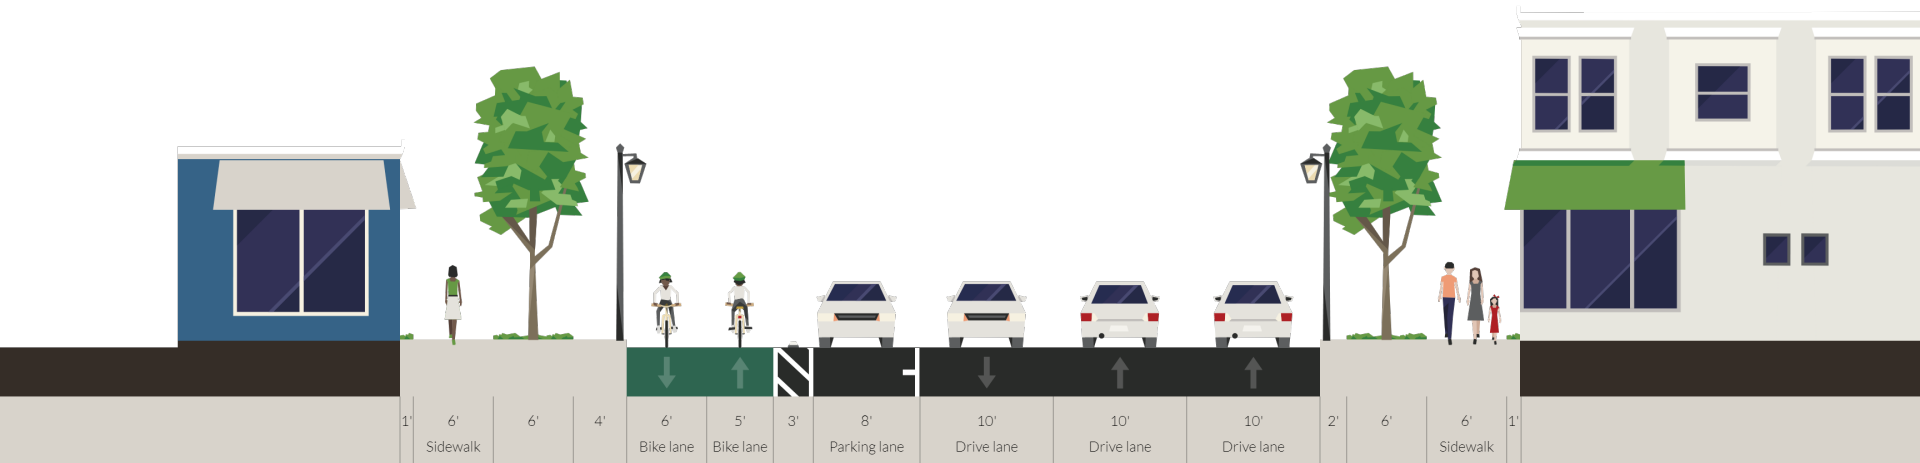 1' 6' 6' 4' 6' 5' 3' 8' 10' 10' 10' 2' 6' 6' 1'
Sidewalk Bike lane Bike lane Parking lane Drive lane Drive lane Drive lane Sidewalk